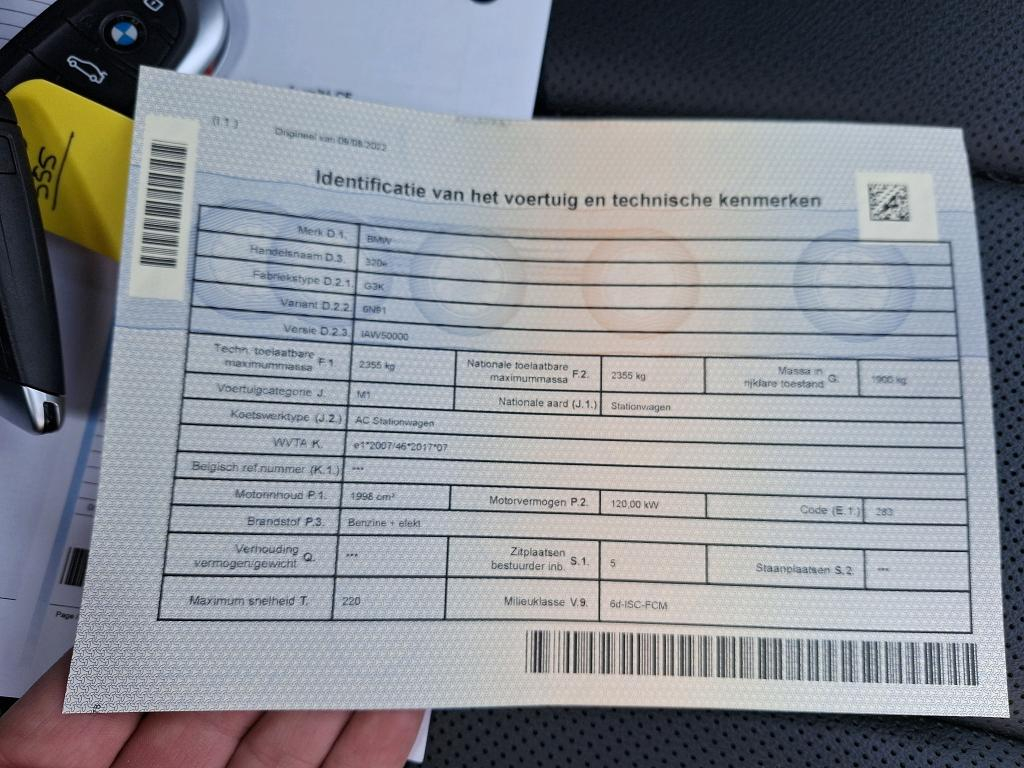 BMW
555
(I.1.)
Origineel van 09/08/2022
Identificatie van het voertuig en technische kenmerken
Merk D.1. BMW
Handelsnaam D.3. 320e
Fabriekstype D.2.1. G3K
Variant D.2.2. 6N91
Versie D.2.3. IAW50000
Techn. toelaatbare maximummassa F.1. 2355 kg Nationale toelaatbare maximummassa F.2. 2355 kg Massa in rijklare toestand G. 1900 kg
Voertuigcategorie J. M1 Nationale aard (J.1.) Stationwagen
Koetswerktype (J.2.) AC Stationwagen
WVTA K. e1*2007/46*2017*07
Belgisch ref.nummer (K.1.) ***
Motorinhoud P.1. 1998 cm³ Motorvermogen P.2. 120,00 kW Code (E.1.) 283
Brandstof P.3. Benzine + elekt
Verhouding vermogen/gewicht Q. *** Zitplaatsen bestuurder inb. S.1. 5 Staanplaatsen S.2. ***
Maximum snelheid T. 220 Milieuklasse V.9. 6d-ISC-FCM
Page